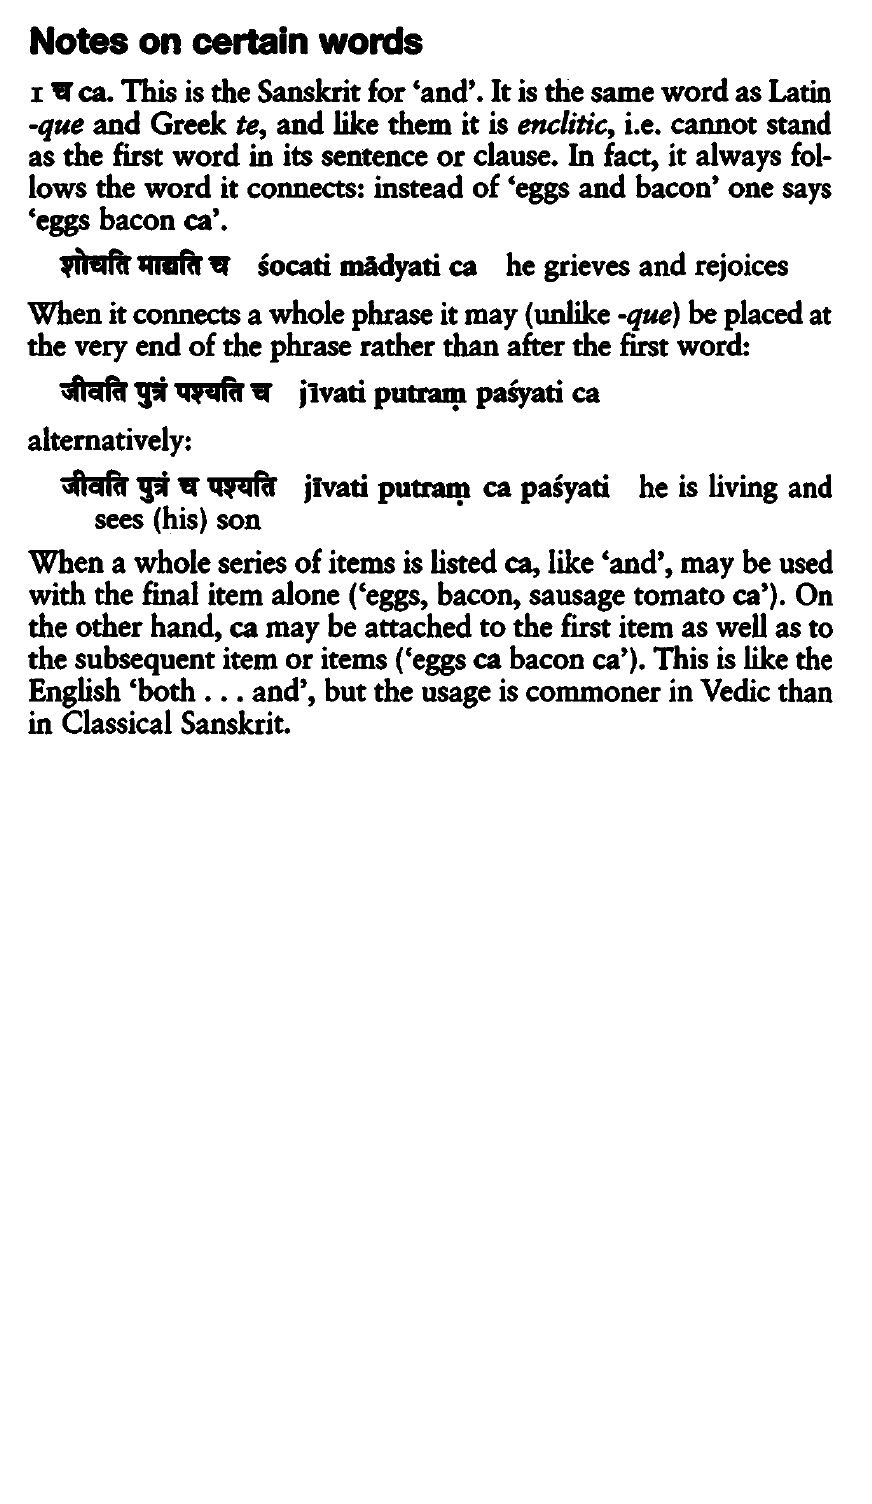 Notes on certain words
1 च ca. This is the Sanskrit for ‘and’. It is the same word as Latin
-que and Greek te, and like them it is enclitic, i.e. cannot stand
as the first word in its sentence or clause. In fact, it always fol-
lows the word it connects: instead of ‘eggs and bacon’ one says
‘eggs bacon ca’.
शोचति माद्यति च śocati mādyati ca he grieves and rejoices
When it connects a whole phrase it may (unlike -que) be placed at
the very end of the phrase rather than after the first word:
जीवति पुत्रं पश्यति च jīvati putraṃ paśyati ca
alternatively:
जीवति पुत्रं च पश्यति jīvati putraṃ ca paśyati he is living and
sees (his) son
When a whole series of items is listed ca, like ‘and’, may be used
with the final item alone (‘eggs, bacon, sausage tomato ca’). On
the other hand, ca may be attached to the first item as well as to
the subsequent item or items (‘eggs ca bacon ca’). This is like the
English ‘both . . . and’, but the usage is commoner in Vedic than
in Classical Sanskrit.